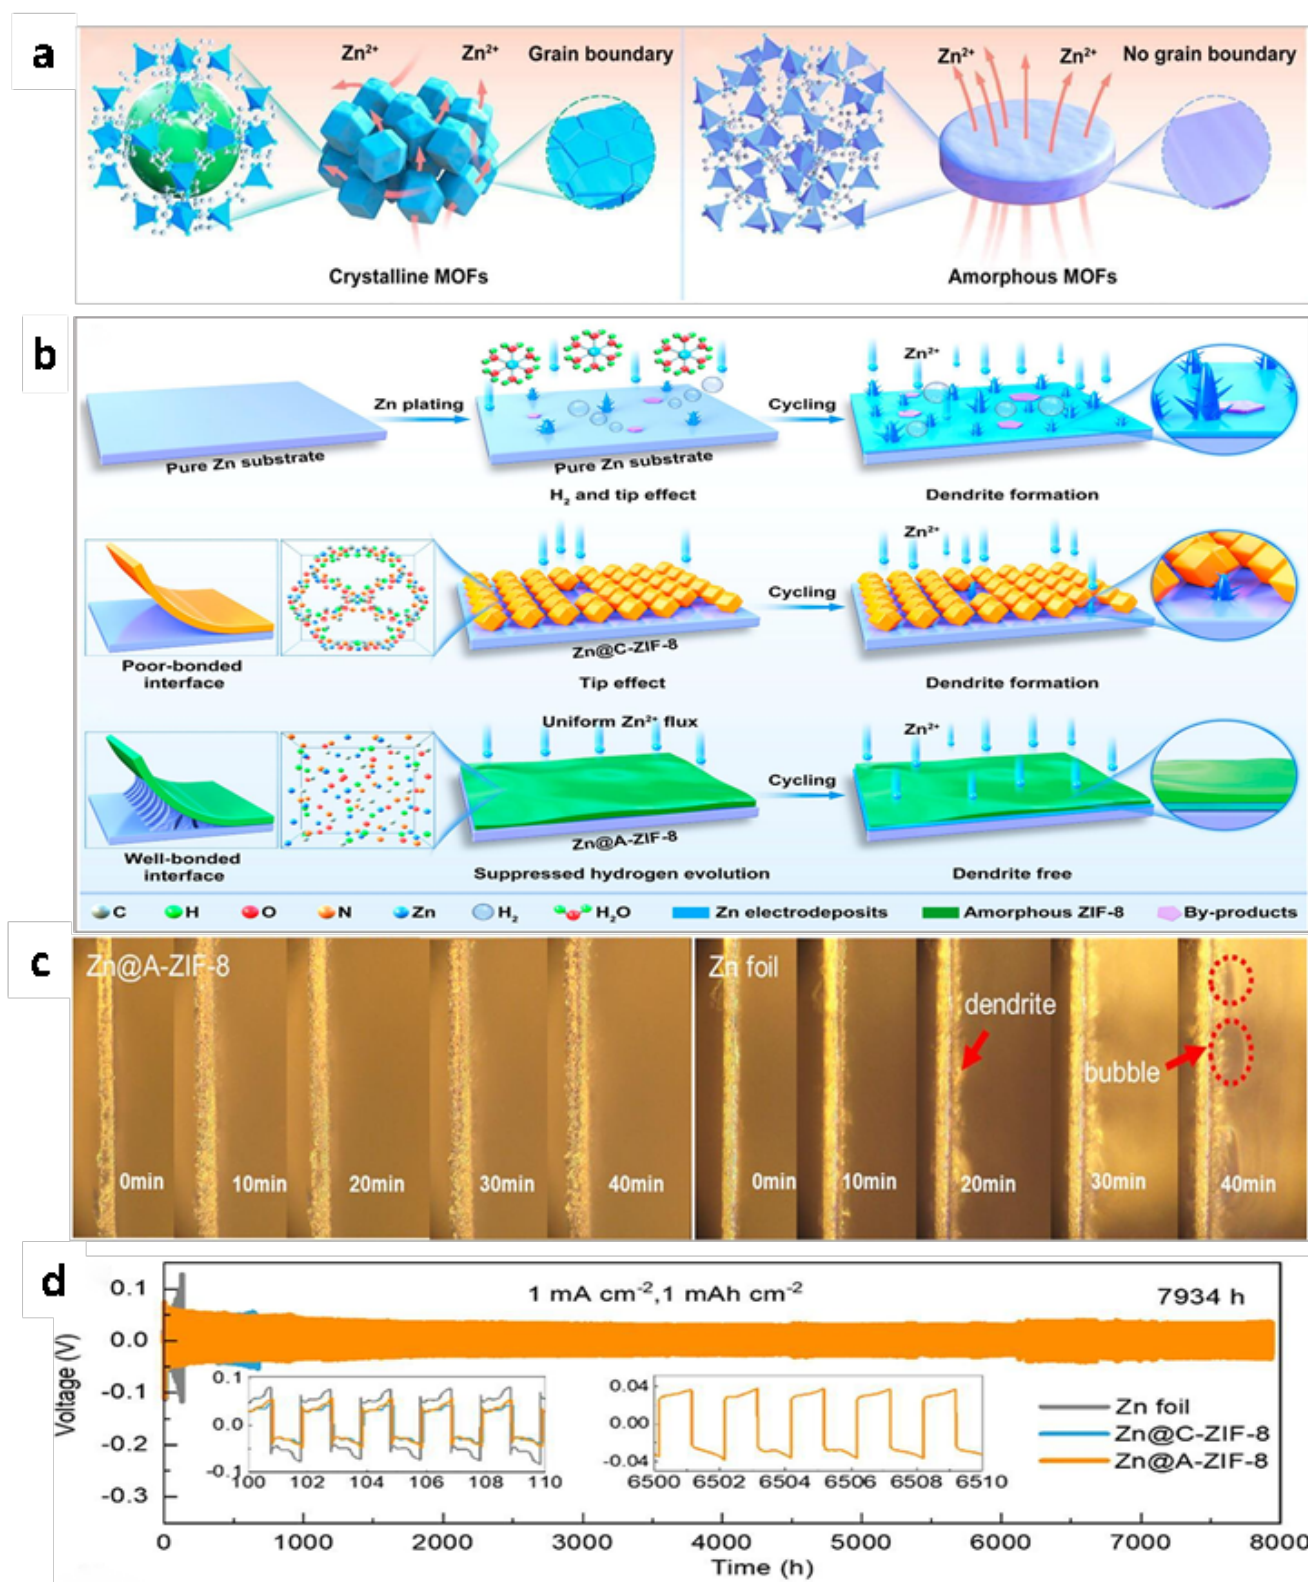 a
Zn²⁺ Zn²⁺ Grain boundary
Crystalline MOFs
Zn²⁺ Zn²⁺ No grain boundary
Amorphous MOFs
b
Pure Zn substrate
Zn plating
Pure Zn substrate
H₂ and tip effect
Cycling
Zn²⁺
Dendrite formation
Poor-bonded
interface
Zn@C-ZIF-8
Tip effect
Cycling
Zn²⁺
Dendrite formation
Well-bonded
interface
Uniform Zn²⁺ flux
Zn@A-ZIF-8
Suppressed hydrogen evolution
Cycling
Zn²⁺
Dendrite free
C H O N Zn H₂ H₂O Zn electrodeposits Amorphous ZIF-8 By-products
c
Zn@A-ZIF-8
0min 10min 20min 30min 40min
Zn foil
dendrite
bubble
0min 10min 20min 30min 40min
d
1 mA cm⁻²,1 mAh cm⁻²
7934 h
Voltage (V)
0.1
0.0
-0.1
-0.2
-0.3
0.1
0.0
-0.1
100 102 104 106 108 110
0.04
0.00
-0.04
6500 6502 6504 6506 6508 6510
Zn foil
Zn@C-ZIF-8
Zn@A-ZIF-8
0 1000 2000 3000 4000 5000 6000 7000 8000
Time (h)